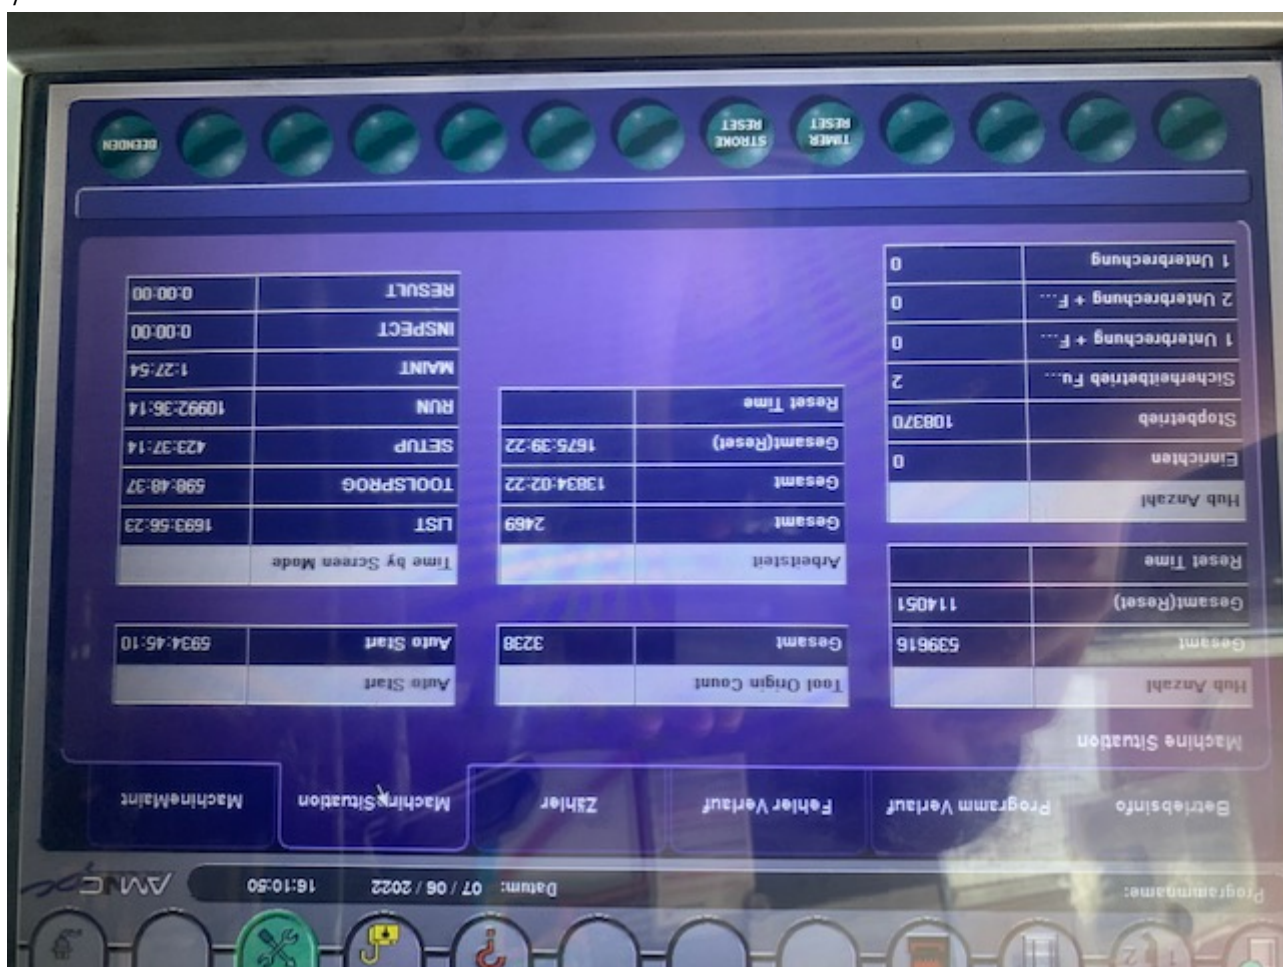 Programmname:
Datum: 07 / 06 / 2022 16:10:50 AMNC
Betriebsinfo Programm Verlauf Fehler Verlauf Zähler MachineSituation MachineMaint
Machine Situation
Hub Anzahl
Gesamt 539616
Gesamt(Reset) 114051
Reset Time
Hub Anzahl
Einrichten 0
Stopbetrieb 108370
Sicherheitbetrieb Fu... 2
1 Unterbrechung + F... 0
2 Unterbrechung + F... 0
1 Unterbrechung 0
Tool Origin Count
Gesamt 3238
Arbeitsteil
Gesamt 2469
Gesamt 13834:02:22
Gesamt(Reset) 1675:39:22
Reset Time
Auto Start
Auto Start 5934:45:10
Time by Screen Mode
LIST 1693:56:23
TOOLSPROG 598:48:37
SETUP 423:37:14
RUN 10992:36:14
MAINT 1:27:54
INSPECT 0:00:00
RESULT 0:00:00
TIMER
RESET
STROKE
RESET
BEENDEN